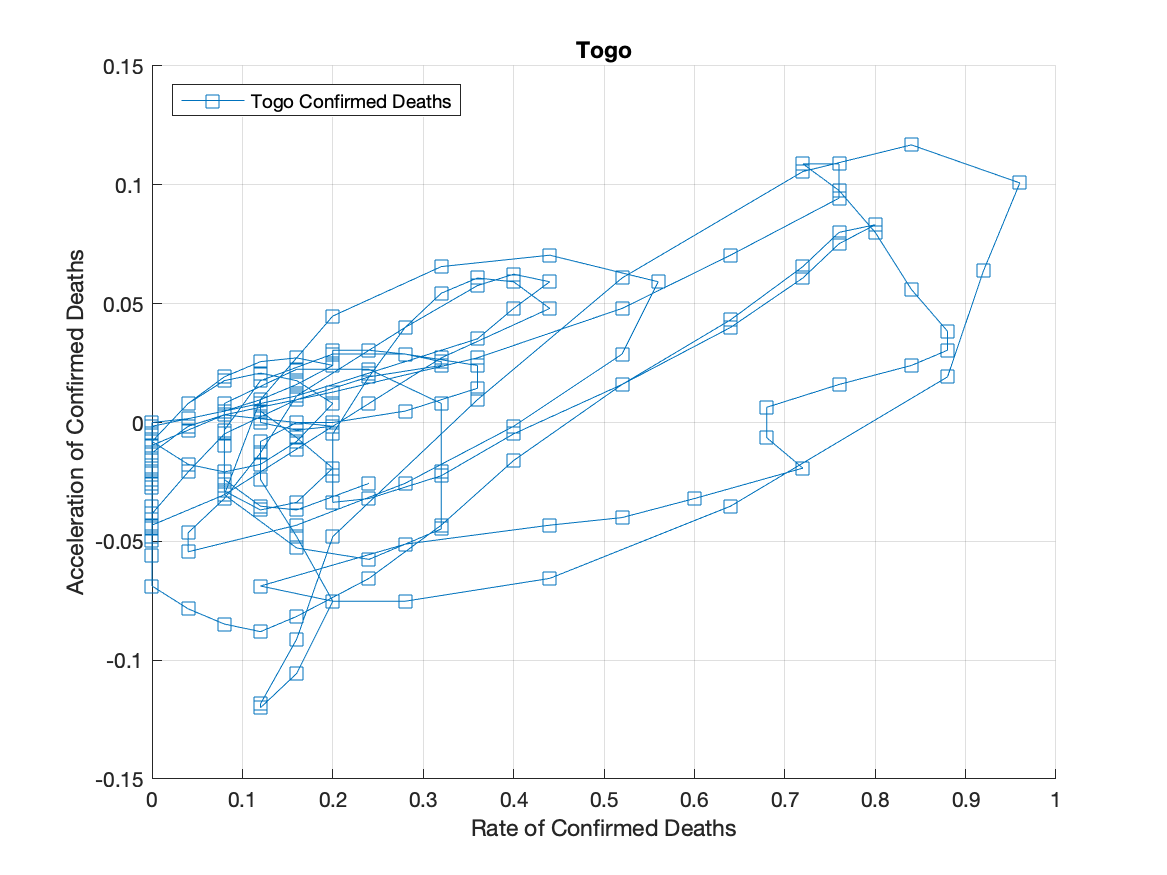 Togo
0.15
Togo Confirmed Deaths
0.1
0.05
0
-0.05
-0.1
-0.15
Acceleration of Confirmed Deaths
0 0.1 0.2 0.3 0.4 0.5 0.6 0.7 0.8 0.9 1
Rate of Confirmed Deaths